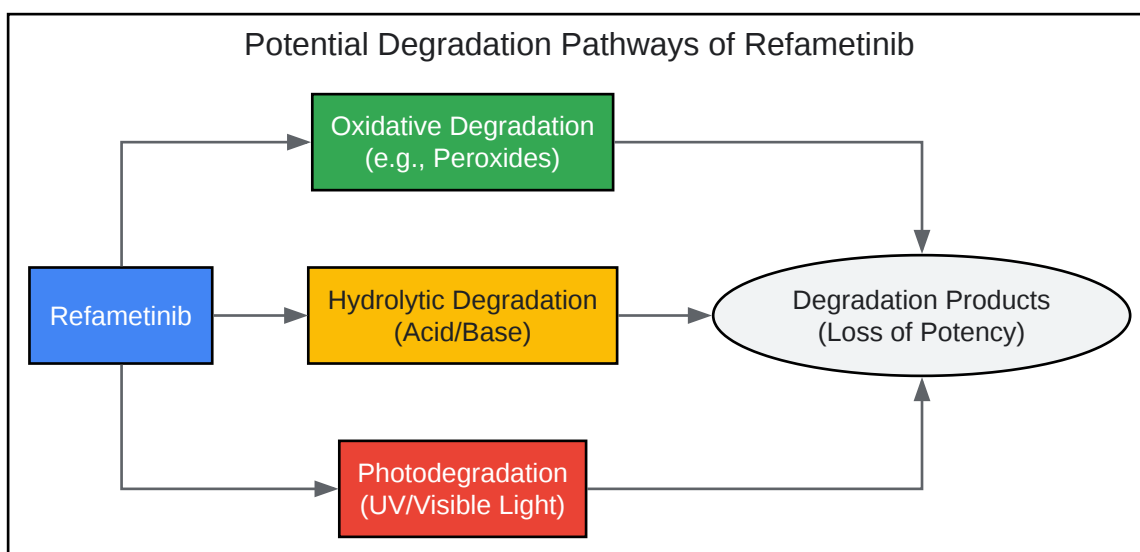 Potential Degradation Pathways of Refametinib
Oxidative Degradation
(e.g., Peroxides)
Refametinib
Hydrolytic Degradation
(Acid/Base)
Degradation Products
(Loss of Potency)
Photodegradation
(UV/Visible Light)